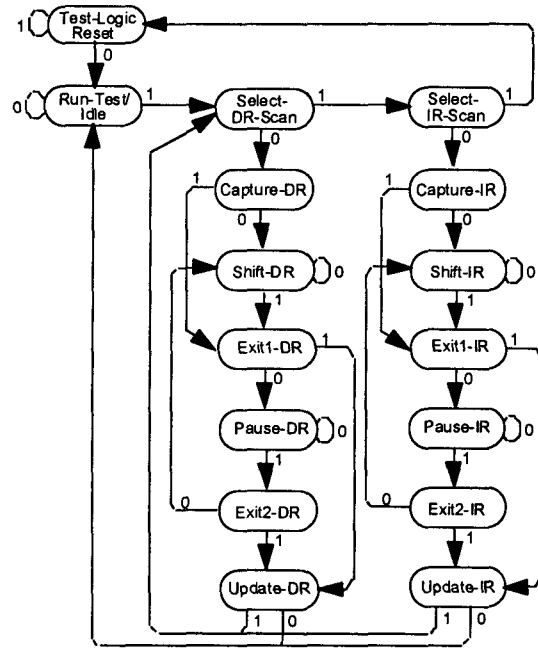 Test-Logic
Reset
1
0
Run-Test/
Idle
0
1
Select-
DR-Scan
1
0
Select-
IR-Scan
1
0
Capture-DR
1
0
Capture-IR
1
0
Shift-DR
0
1
Shift-IR
0
1
Exit1-DR
1
0
Exit1-IR
1
0
Pause-DR
0
1
Pause-IR
0
1
Exit2-DR
0
1
Exit2-IR
0
1
Update-DR
1
0
Update-IR
1
0